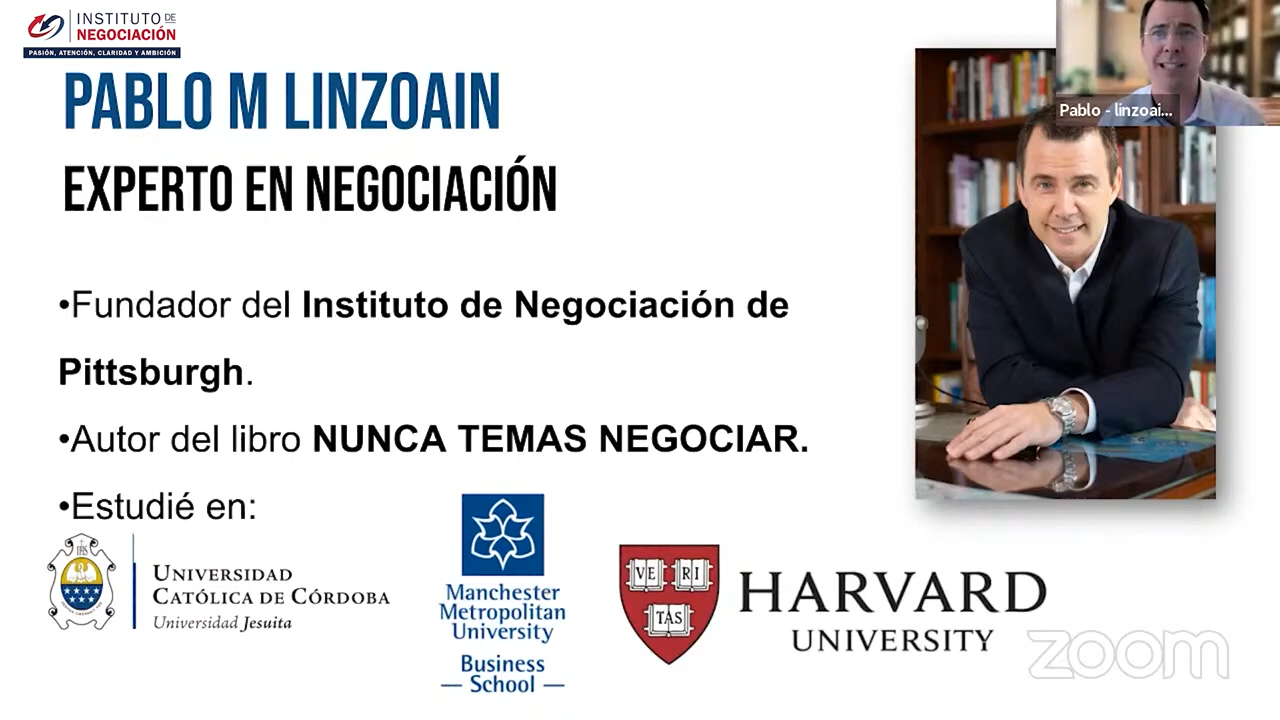 INSTITUTO DE
NEGOCIACIÓN
PASIÓN, ATENCIÓN, CLARIDAD Y AMBICIÓN
PABLO M LINZOAIN
EXPERTO EN NEGOCIACIÓN
Pablo - linzoai...
•Fundador del Instituto de Negociación de
Pittsburgh.
•Autor del libro NUNCA TEMAS NEGOCIAR.
•Estudié en:
IHS
UNIVERSIDAD
CATÓLICA DE CÓRDOBA
Universidad Jesuita
Manchester
Metropolitan
University
Business
School
VE RI
TAS
HARVARD
UNIVERSITY
zoom